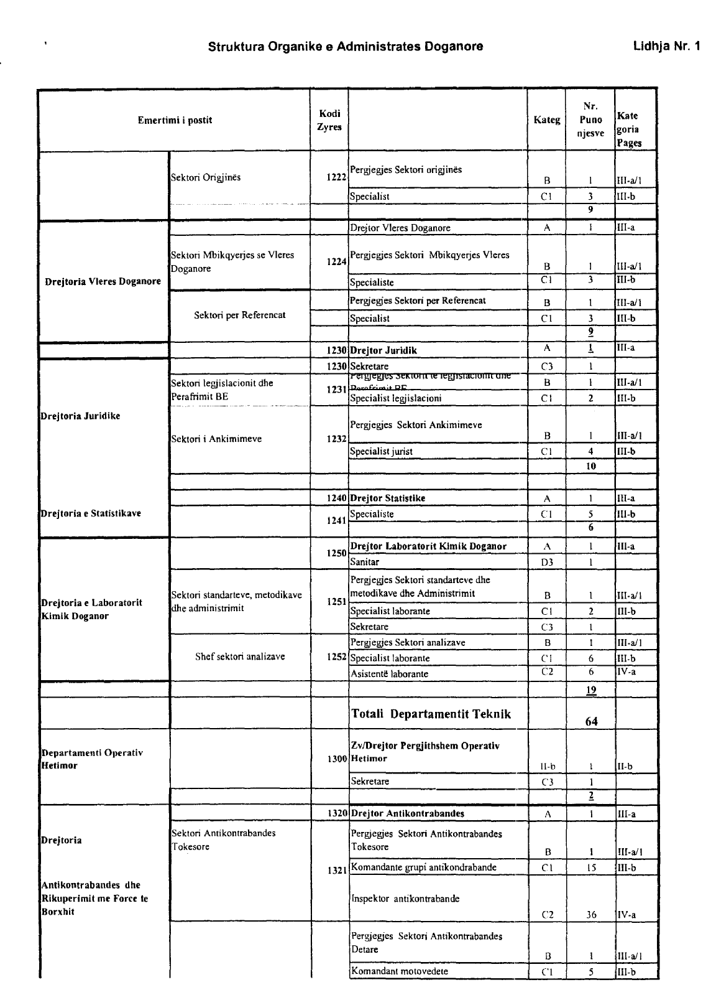 Struktura Organike e Administrates Doganore Lidhja Nr. 1
Emertimi i postit Kodi Zyres Kateg Nr. Puno njesve Kate goria Pages
Sektori Origjinës 1222 Pergjegjes Sektori origjinës B 1 III-a/1
Specialist C1 3 III-b
9
Drejtor Vleres Doganore A 1 III-a
Drejtoria Vleres Doganore
Sektori Mbikqyerjes se Vleres Doganore 1224 Pergjegjes Sektori Mbikqyerjes Vleres B 1 III-a/1
Specialiste C1 3 III-b
Sektori per Referencat Pergjegjes Sektori per Referencat B 1 III-a/1
Specialist C1 3 III-b
9
1230 Drejtor Juridik A 1 III-a
1230 Sekretare C3 1
Drejtoria Juridike
Sektori legjislacionit dhe Perafrimit BE 1231 Pergjegjes Sektorit te legjislacionit dhe Perafrimit BE B 1 III-a/1
Specialist legjislacioni C1 2 III-b
Sektori i Ankimimeve 1232 Pergjegjes Sektori Ankimimeve B 1 III-a/1
Specialist jurist C1 4 III-b
10
1240 Drejtor Statistike A 1 III-a
Drejtoria e Statistikave 1241 Specialiste C1 5 III-b
6
1250 Drejtor Laboratorit Kimik Doganor A 1 III-a
Sanitar D3 1
Drejtoria e Laboratorit Kimik Doganor
Sektori standarteve, metodikave dhe administrimit 1251 Pergjegjes Sektori standarteve dhe metodikave dhe Administrimit B 1 III-a/1
Specialist laborante C1 2 III-b
Sekretare C3 1
Shef sektori analizave 1252 Pergjegjes Sektori analizave B 1 III-a/1
Specialist laborante C1 6 III-b
Asistentë laborante C2 6 IV-a
19
Totali Departamentit Teknik 64
Departamenti Operativ Hetimor 1300 Zv/Drejtor Pergjithshem Operativ Hetimor II-b 1 II-b
Sekretare C3 1
2
1320 Drejtor Antikontrabandes A 1 III-a
Drejtoria
Antikontrabandes dhe
Rikuperimit me Force te
Borxhit
Sektori Antikontrabandes Tokesore 1321 Pergjegjes Sektori Antikontrabandes Tokesore B 1 III-a/1
Komandante grupi antikondrabande C1 15 III-b
Inspektor antikontrabande C2 36 IV-a
Pergjegjes Sektori Antikontrabandes Detare B 1 III-a/1
Komandant motovedete C1 5 III-b